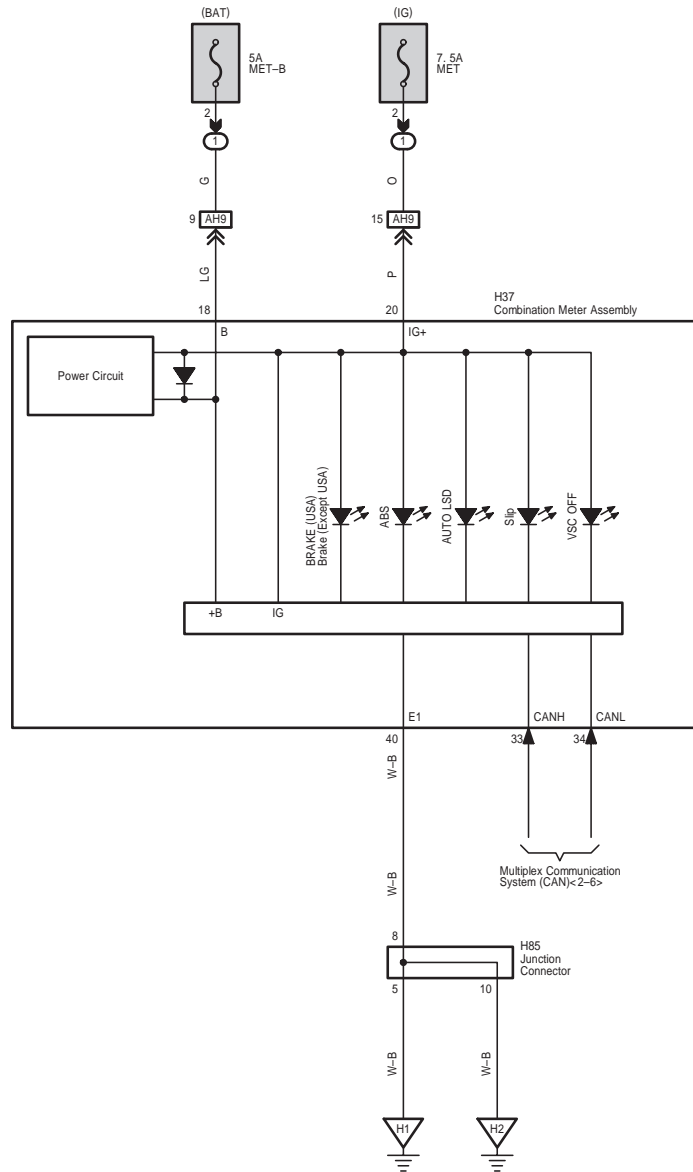 (BAT)
(IG)
5A
MET–B
7. 5A
MET
2
2
1
1
G
O
9 AH9
15 AH9
LG
P
H37
Combination Meter Assembly
18
20
B
IG+
Power Circuit
BRAKE (USA)
Brake (Except USA)
ABS
AUTO LSD
Slip
VSC OFF
+B
IG
E1
CANH
CANL
40
33
34
W–B
Multiplex Communication
System (CAN)<2–6>
W–B
8
H85
Junction
Connector
5
10
W–B
W–B
H1
H2